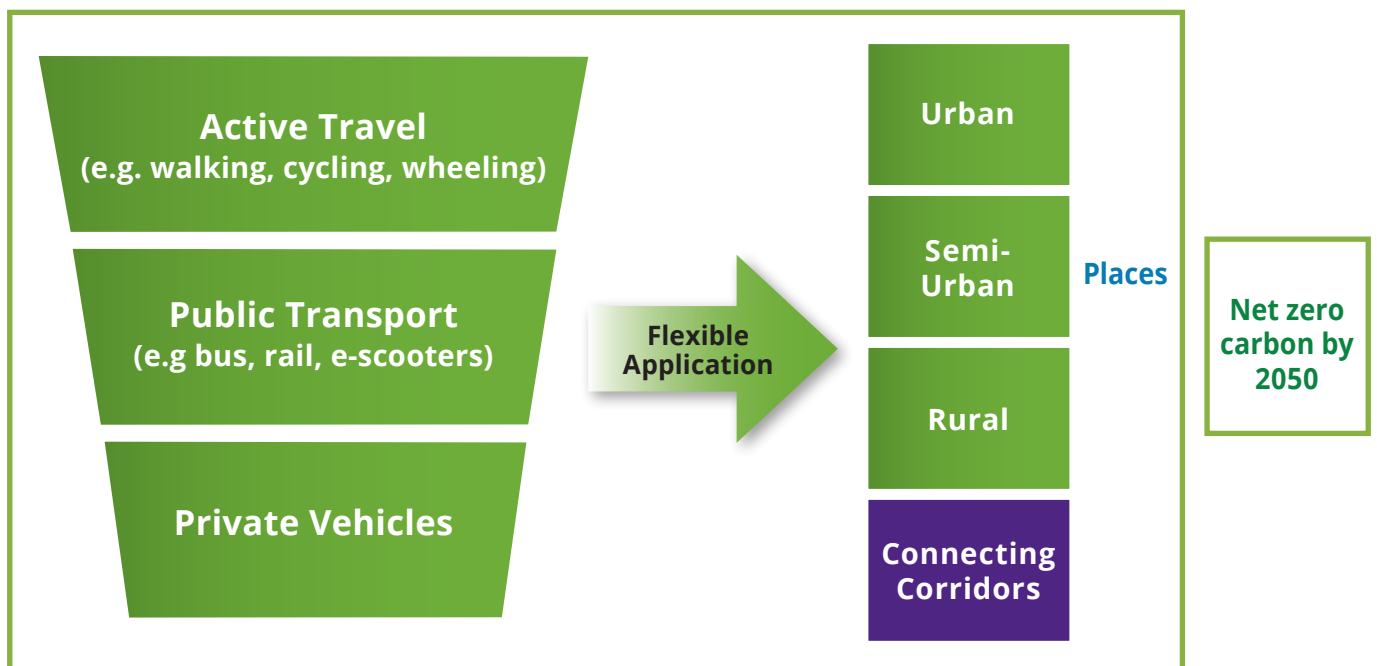 Active Travel
(e.g. walking, cycling, wheeling)
Public Transport
(e.g bus, rail, e-scooters)
Private Vehicles
Flexible
Application
Urban
Semi-
Urban
Rural
Connecting
Corridors
Places
Net zero
carbon by
2050